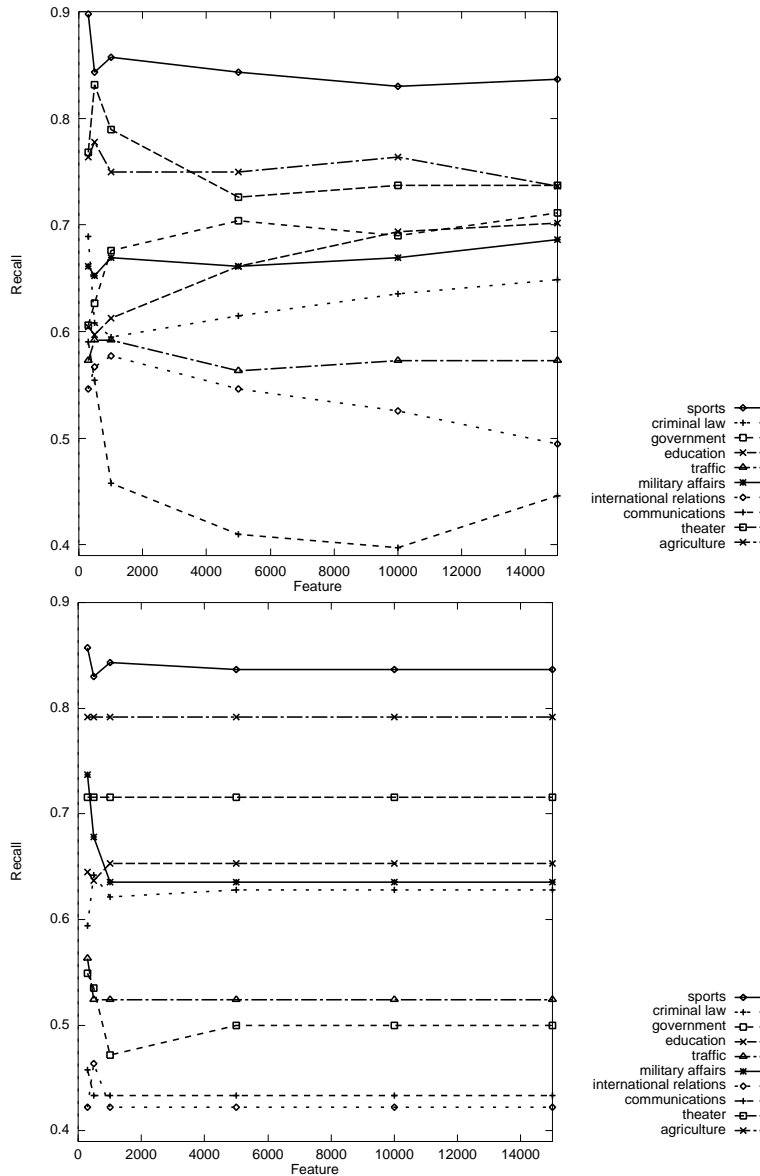 0.9
0.8
0.7
0.6
0.5
0.4
Recall
0 2000 4000 6000 8000 10000 12000 14000
Feature
sports
criminal law
government
education
traffic
military affairs
international relations
communications
theater
agriculture
0.9
0.8
0.7
0.6
0.5
0.4
Recall
0 2000 4000 6000 8000 10000 12000 14000
Feature
sports
criminal law
government
education
traffic
military affairs
international relations
communications
theater
agriculture